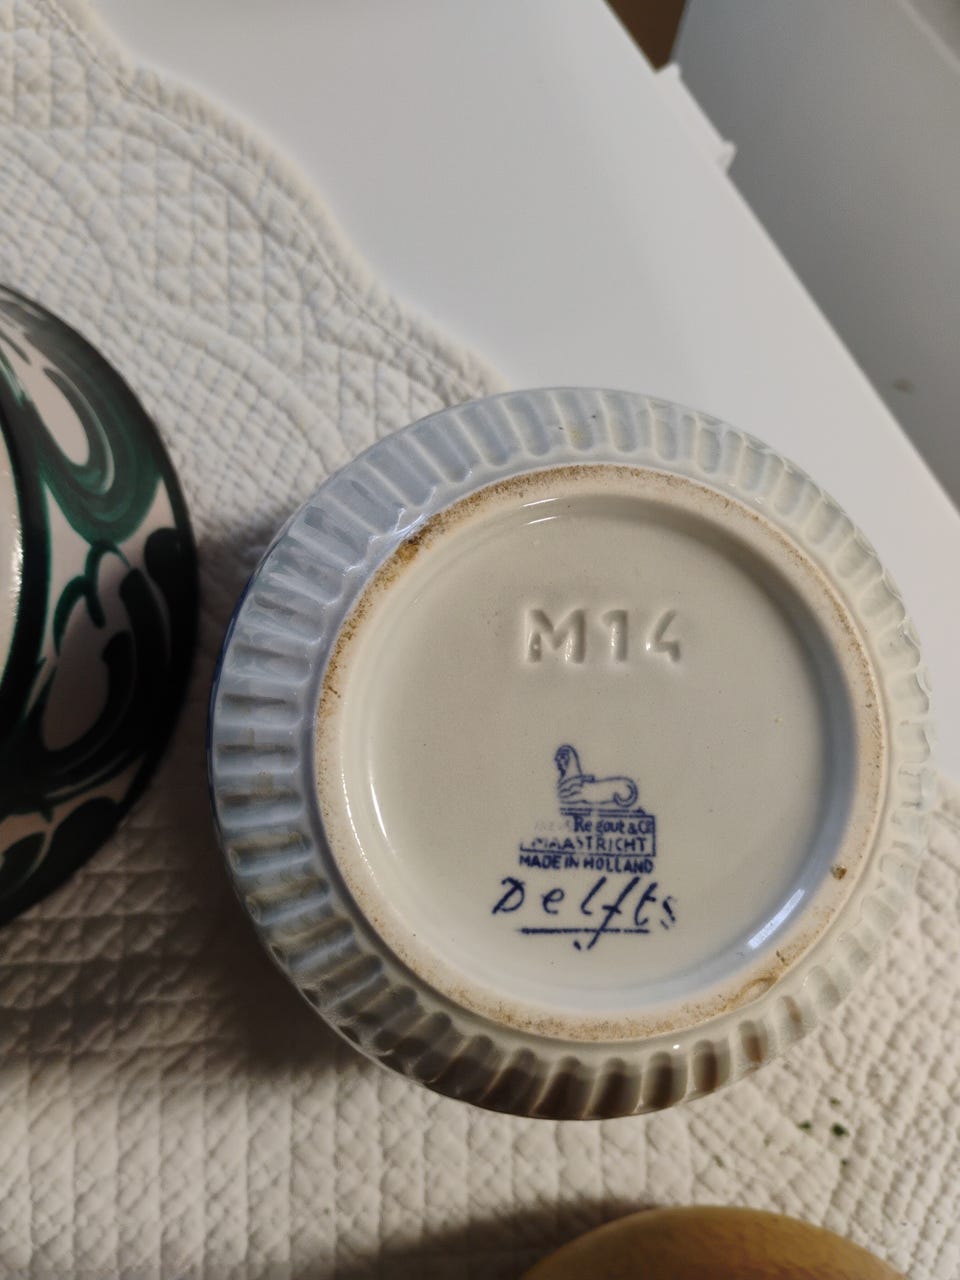 M14
Regout & Co
MAASTRICHT
MADE IN HOLLAND
Delfts